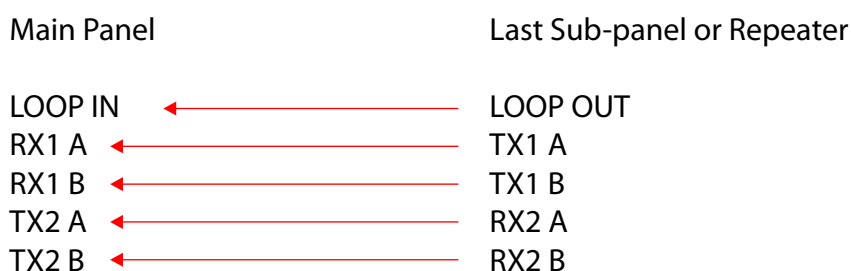 Main Panel Last Sub-panel or Repeater
LOOP IN LOOP OUT
RX1 A TX1 A
RX1 B TX1 B
TX2 A RX2 A
TX2 B RX2 B